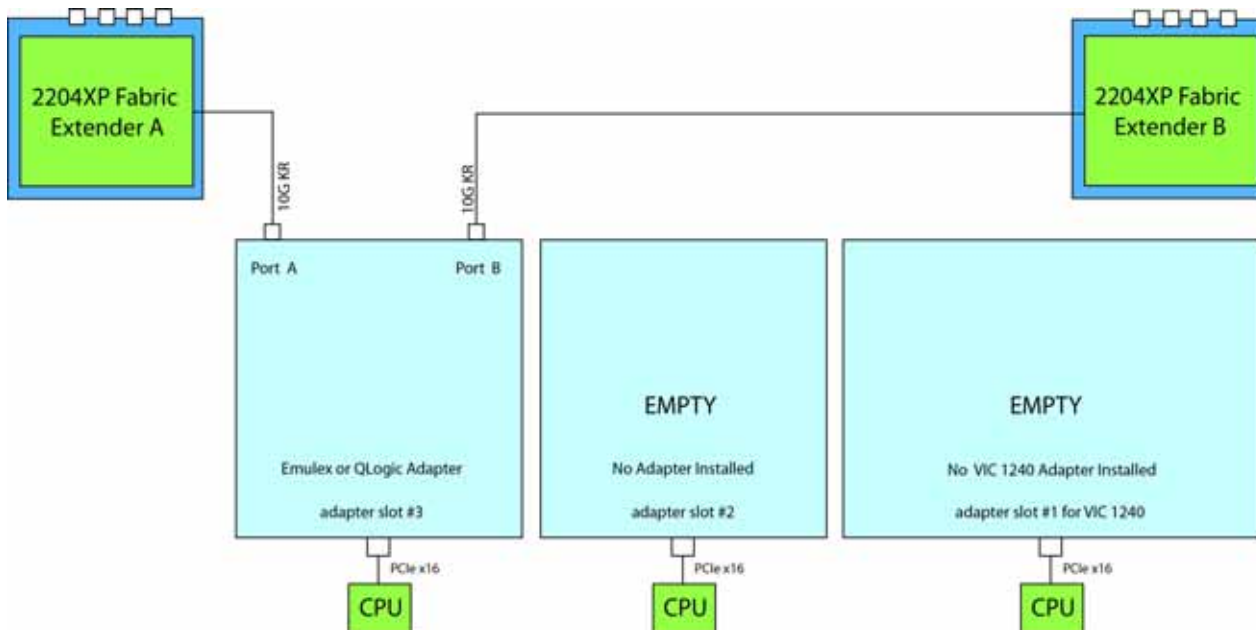 2204XP Fabric
Extender A
2204XP Fabric
Extender B
10G KR
10G KR
Port A
Port B
EMPTY
EMPTY
Emulex or QLogic Adapter
No Adapter Installed
No VIC 1240 Adapter Installed
adapter slot #3
adapter slot #2
adapter slot #1 for VIC 1240
PCIe x16
PCIe x16
PCIe x16
CPU
CPU
CPU